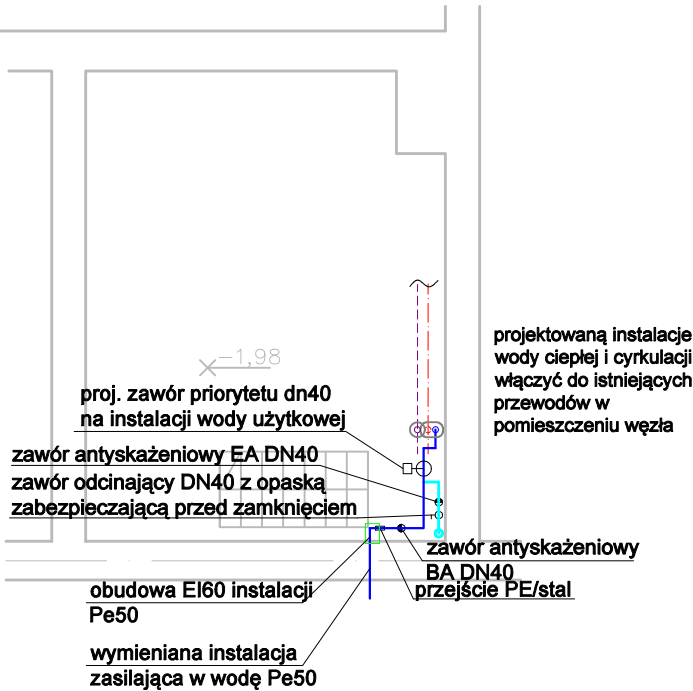 projektowaną instalacje
wody ciepłej i cyrkulacji
włączyć do istniejących
przewodów w
pomieszczeniu węzła
-1,98
proj. zawór priorytetu dn40
na instalacji wody użytkowej
zawór antyskażeniowy EA DN40
zawór odcinający DN40 z opaską
zabezpieczającą przed zamknięciem
zawór antyskażeniowy
BA DN40
przejście PE/stal
obudowa EI60 instalacji
Pe50
wymieniana instalacja
zasilająca w wodę Pe50